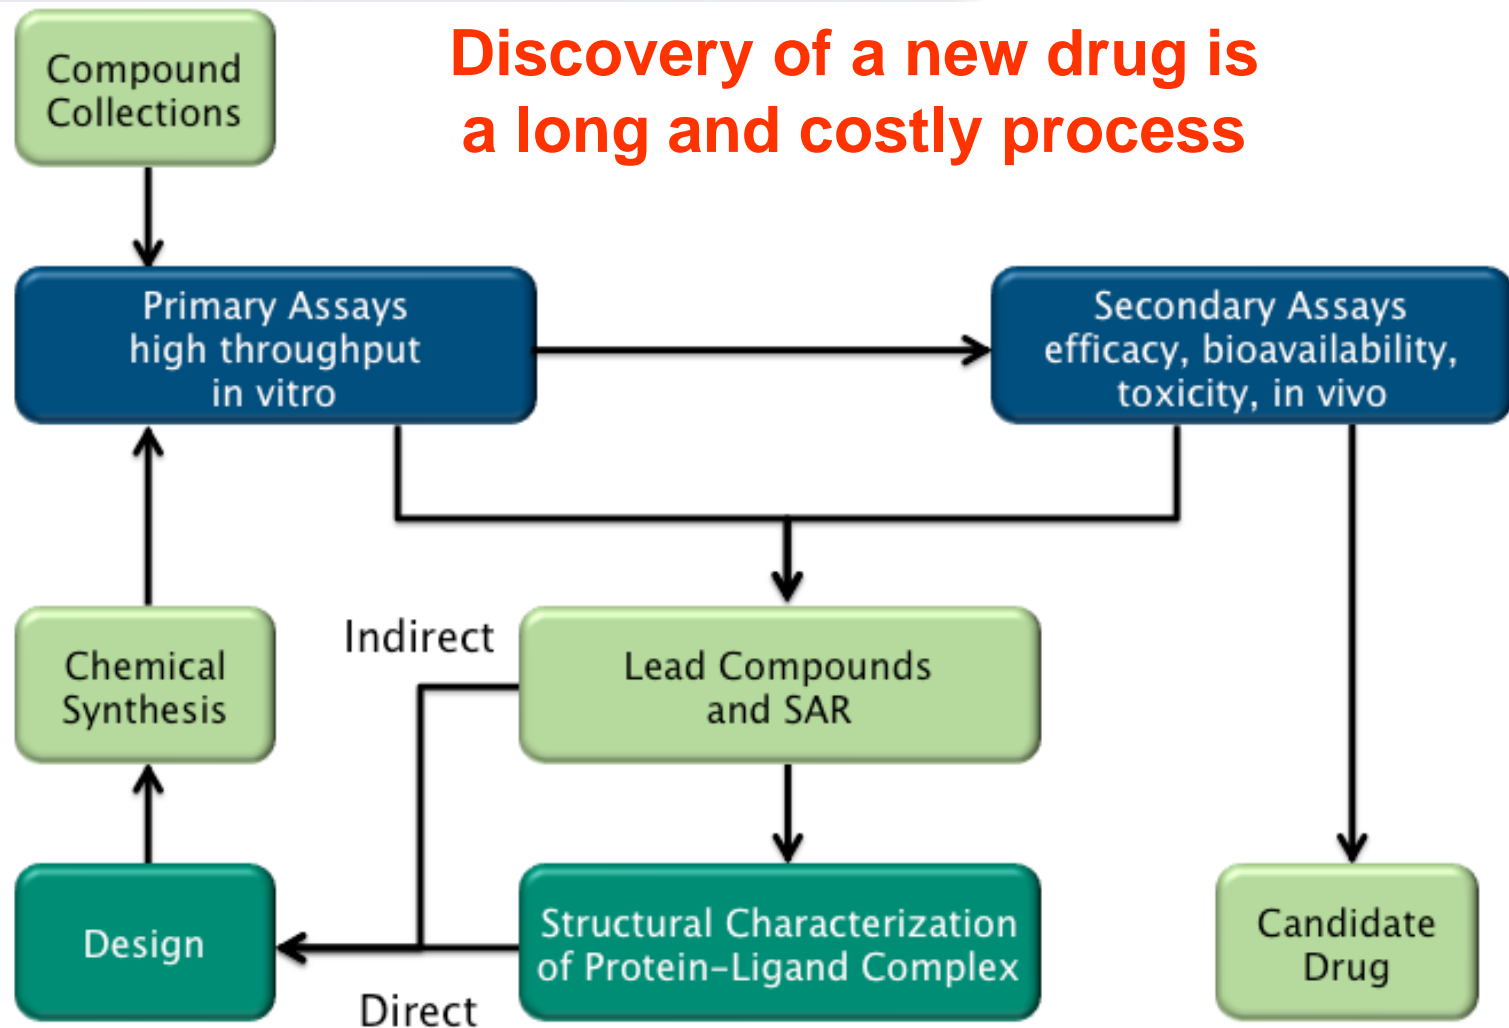 Discovery of a new drug is
a long and costly process
Compound
Collections
Primary Assays
high throughput
in vitro
Secondary Assays
efficacy, bioavailability,
toxicity, in vivo
Indirect
Lead Compounds
and SAR
Chemical
Synthesis
Design
Direct
Structural Characterization
of Protein–Ligand Complex
Candidate
Drug